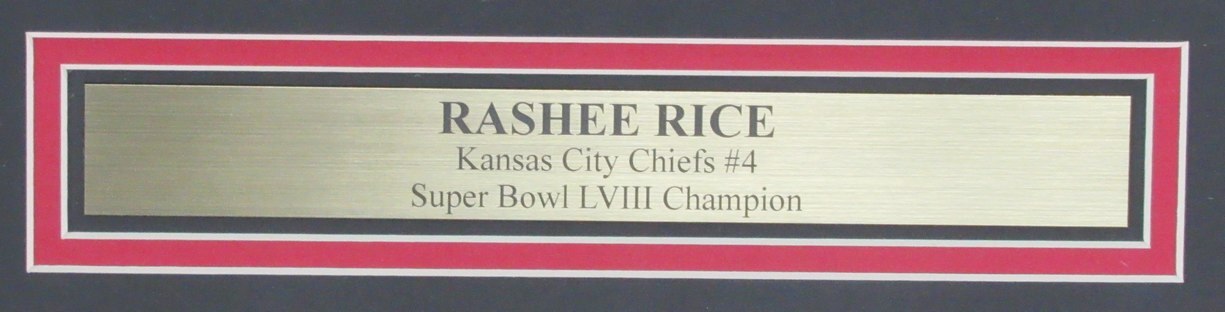 RASHEE RICE
Kansas City Chiefs #4
Super Bowl LVIII Champion